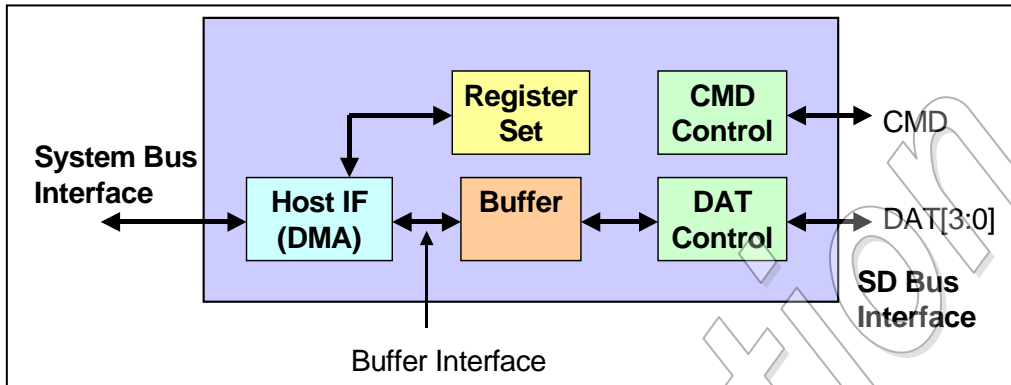 Register
Set
CMD
Control
CMD
System Bus
Interface
Host IF
(DMA)
Buffer
DAT
Control
DAT[3:0]
SD Bus
Interface
Buffer Interface